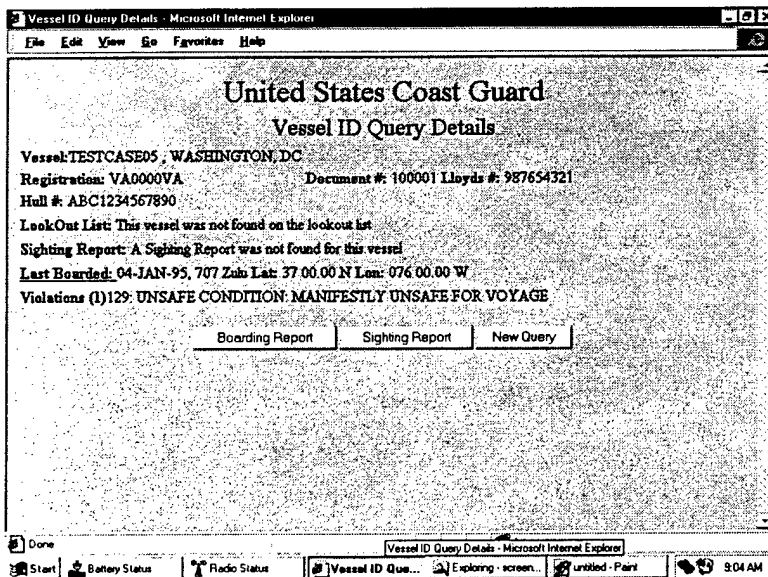 Vessel ID Query Details - Microsoft Internet Explorer
File Edit View Go Favorites Help
United States Coast Guard
Vessel ID Query Details
Vessel:TESTCASE05 , WASHINGTON, DC
Registration: VA0000VA Document #: 100001 Lloyds #: 987654321
Hull #: ABC1234567890
LookOut List: This vessel was not found on the lookout list
Sighting Report: A Sighting Report was not found for this vessel
Last Boarded: 04-JAN-95, 707 Zulu Lat: 37 00.00 N Lon: 076 00.00 W
Violations (1)129: UNSAFE CONDITION: MANIFESTLY UNSAFE FOR VOYAGE
Boarding Report Sighting Report New Query
Done
Vessel ID Query Details - Microsoft Internet Explorer
Start Battery Status Radio Status Vessel ID Que... Exploring - screen... untitled - Paint 9:04 AM